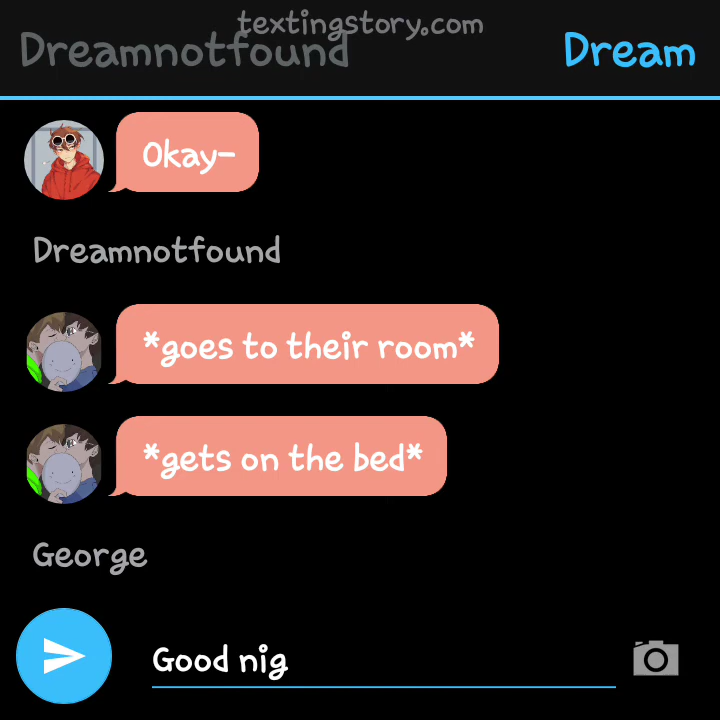 textingstory.com
Dreamnotfound
Dream
Okay-
Dreamnotfound
*goes to their room*
*gets on the bed*
George
Good nig